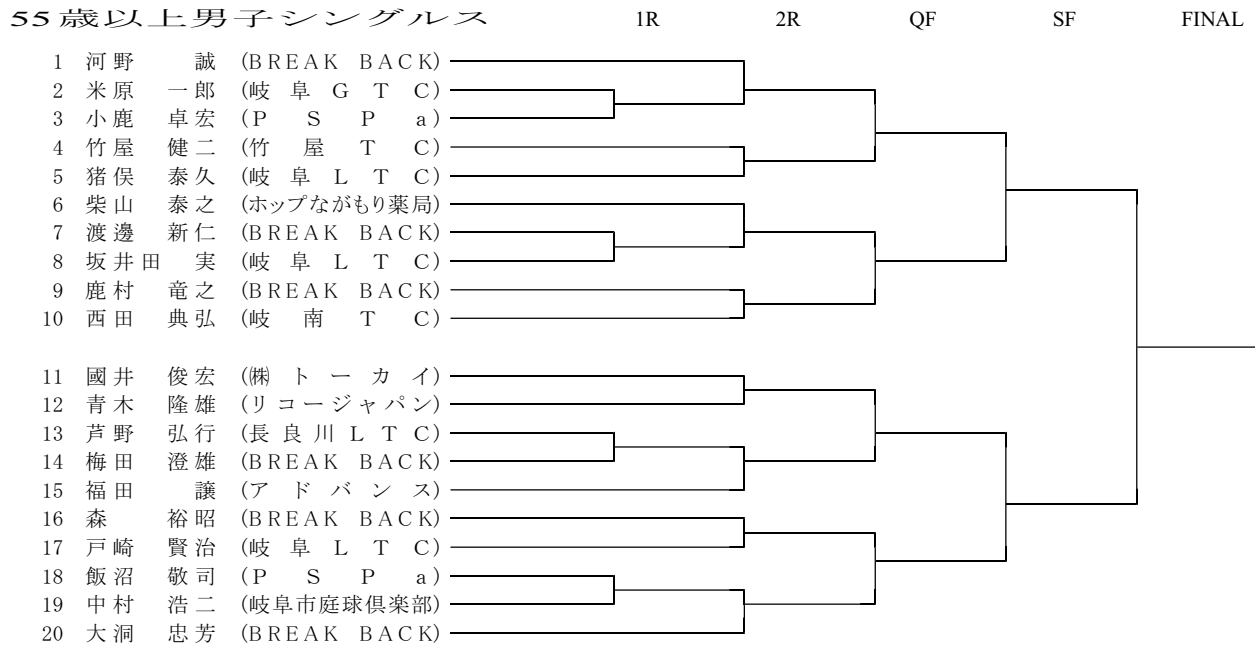 55歳以上男子シングルス 1R 2R QF SF FINAL
1 河野 誠 (BREAK BACK)
2 米原 一郎 (岐阜GTC)
3 小鹿 卓宏 (PSPa)
4 竹屋 健二 (竹屋TC)
5 猪俣 泰久 (岐阜LTC)
6 柴山 泰之 (ホップながもり薬局)
7 渡邊 新仁 (BREAK BACK)
8 坂井田 実 (岐阜LTC)
9 鹿村 竜之 (BREAK BACK)
10 西田 典弘 (岐南TC)
11 國井 俊宏 (㈱トーカイ)
12 青木 隆雄 (リコージャパン)
13 芦野 弘行 (長良川LTC)
14 梅田 澄雄 (BREAK BACK)
15 福田 譲 (アドバンス)
16 森 裕昭 (BREAK BACK)
17 戸崎 賢治 (岐阜LTC)
18 飯沼 敬司 (PSPa)
19 中村 浩二 (岐阜市庭球倶楽部)
20 大洞 忠芳 (BREAK BACK)